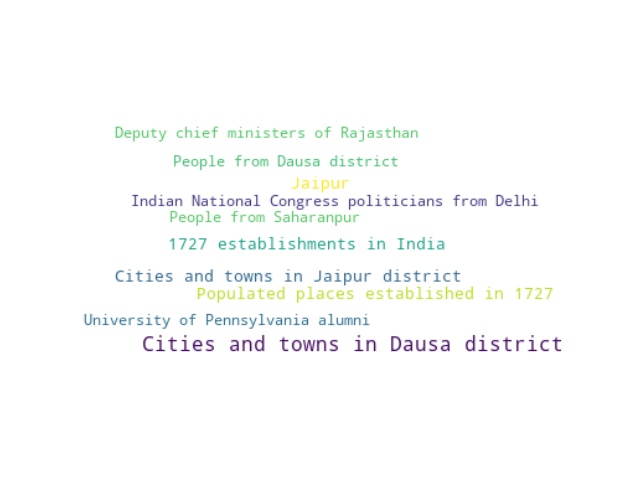 Deputy chief ministers of Rajasthan
People from Dausa district
Jaipur
Indian National Congress politicians from Delhi
People from Saharanpur
1727 establishments in India
Cities and towns in Jaipur district
Populated places established in 1727
University of Pennsylvania alumni
Cities and towns in Dausa district